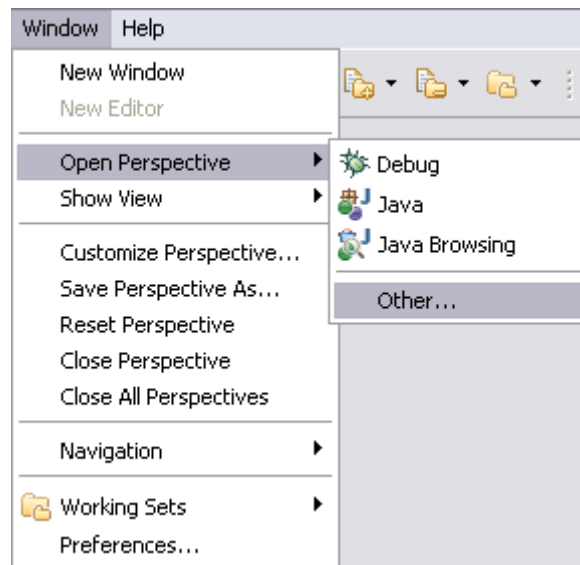 Window Help
New Window
New Editor
Open Perspective
Show View
Customize Perspective...
Save Perspective As...
Reset Perspective
Close Perspective
Close All Perspectives
Navigation
Working Sets
Preferences...
Debug
Java
Java Browsing
Other...